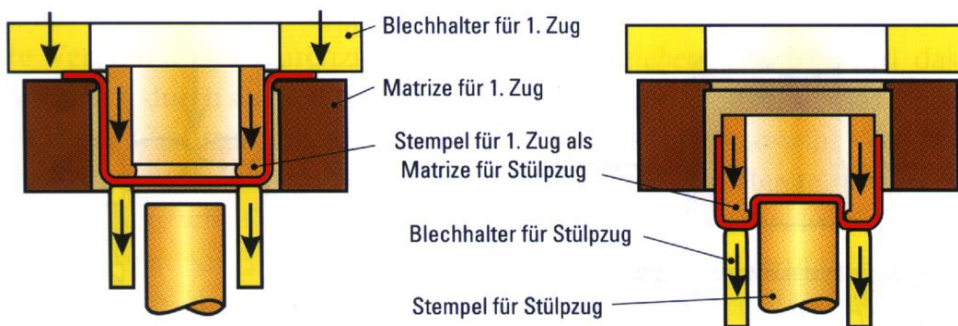 Blechhalter für 1. Zug
Matrize für 1. Zug
Stempel für 1. Zug als
Matrize für Stülpzug
Blechhalter für Stülpzug
Stempel für Stülpzug